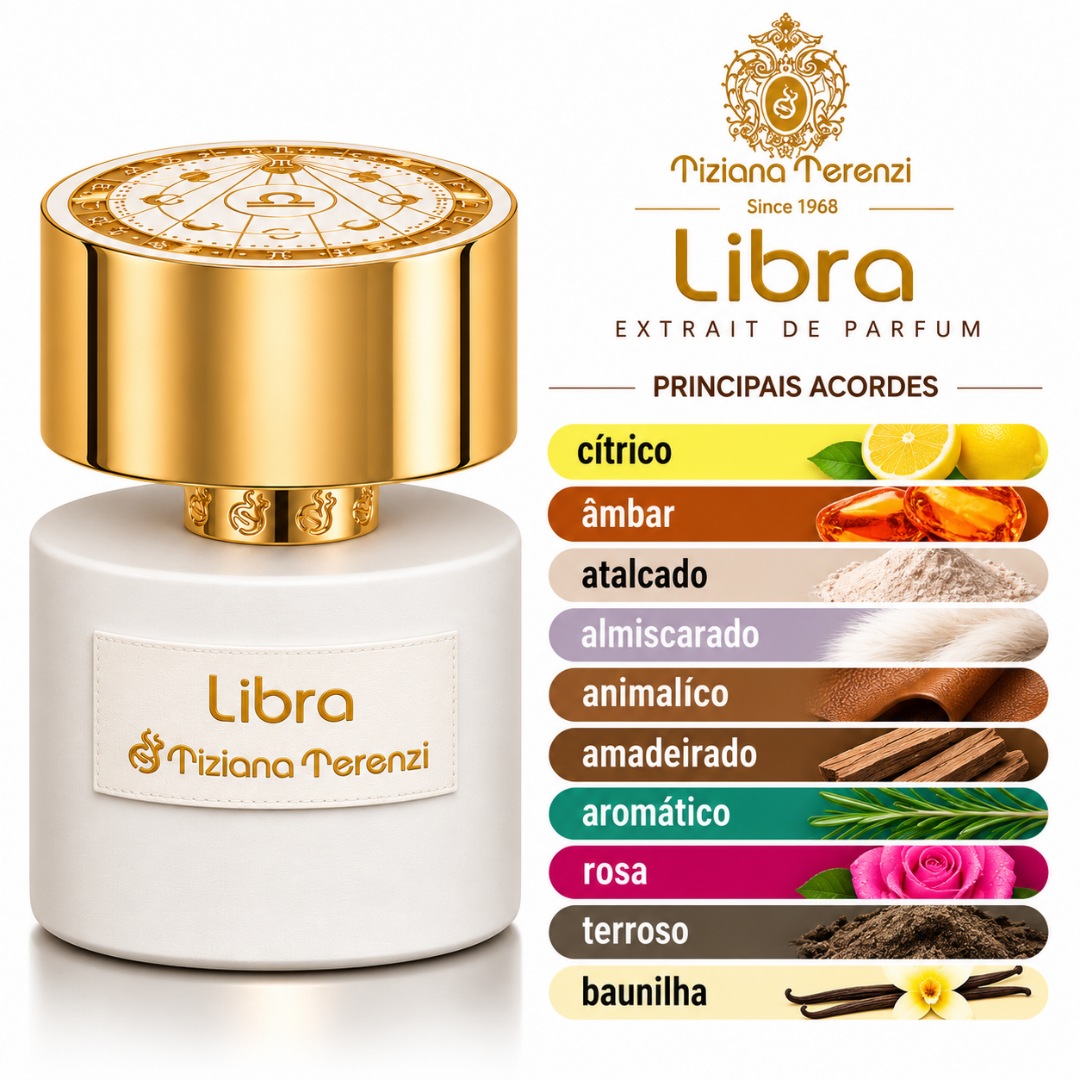 Tiziana Terenzi
Since 1968
Libra
EXTRAIT DE PARFUM
PRINCIPAIS ACORDES
cítrico
âmbar
atalcado
almiscarado
animalíco
amadeirado
aromático
rosa
terroso
baunilha
Libra
Tiziana Terenzi